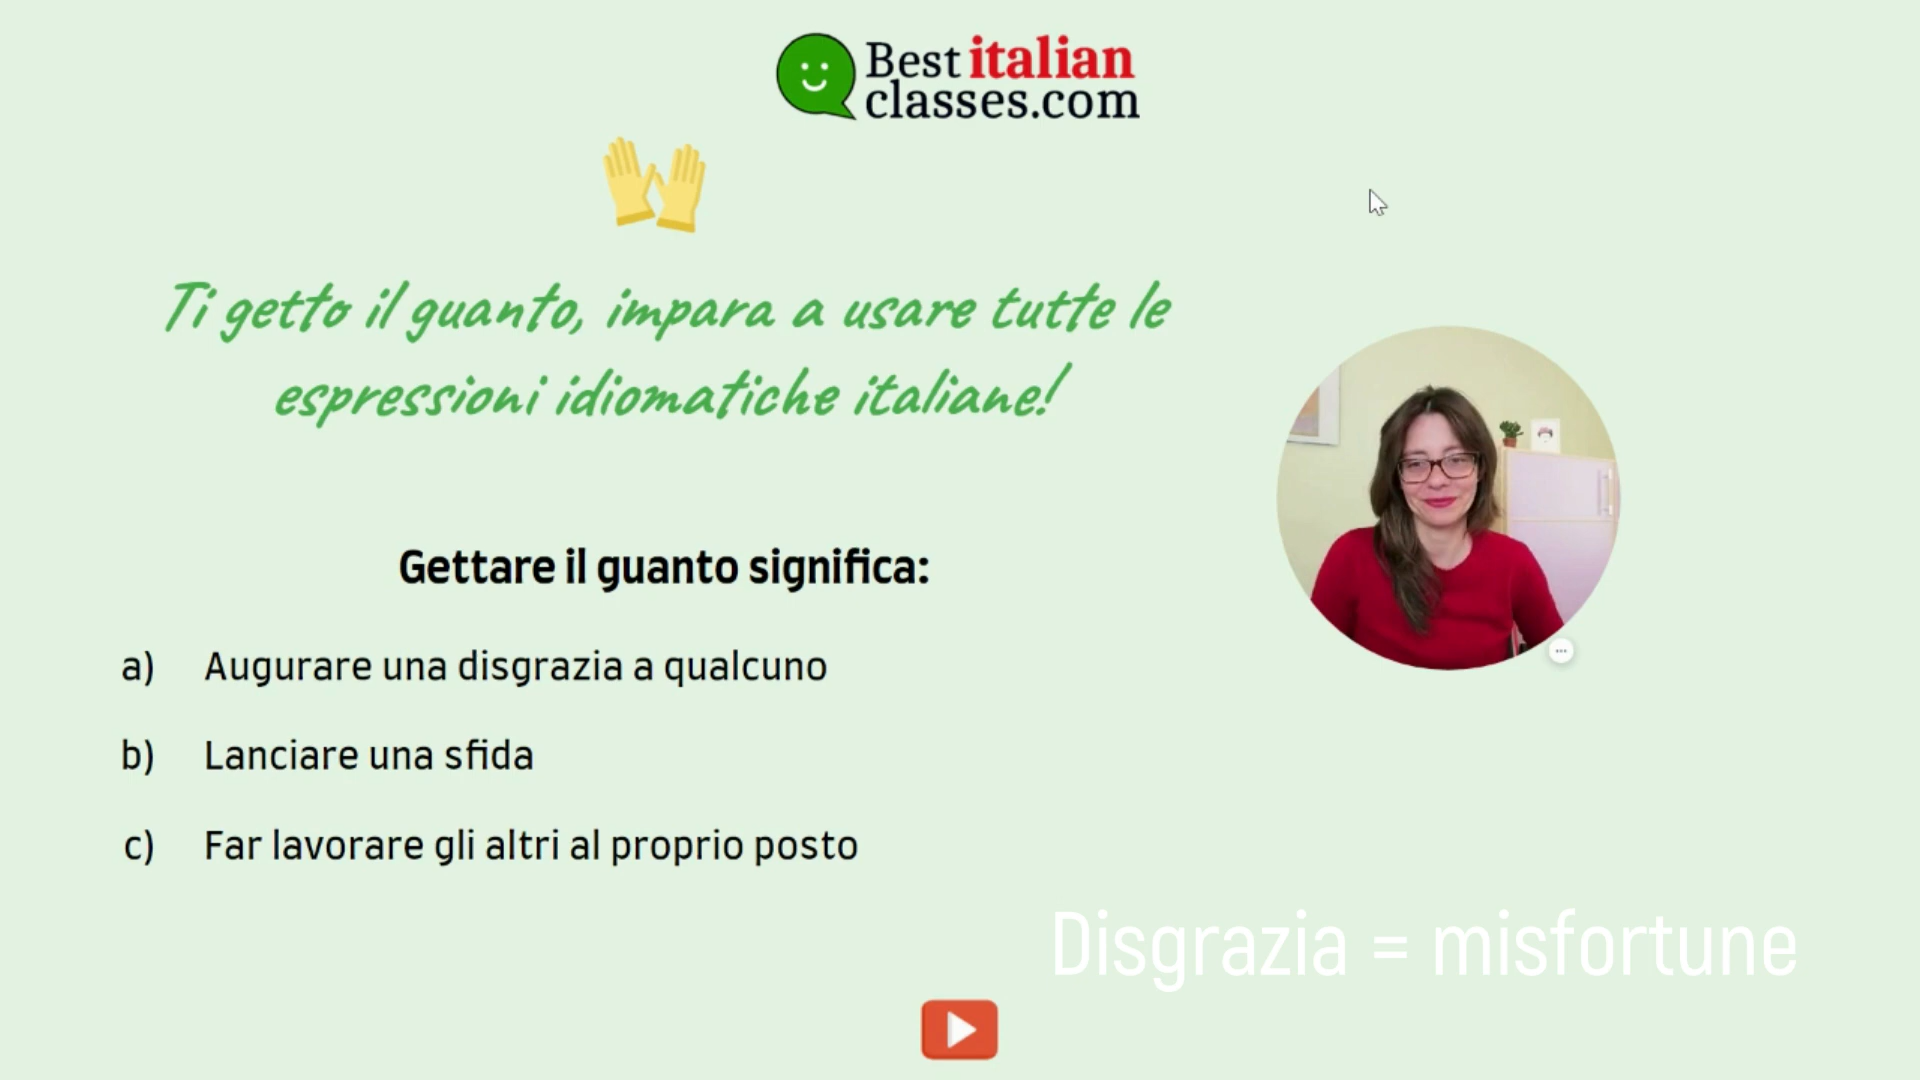 Best italian
classes.com
Ti getto il guanto, impara a usare tutte le
espressioni idiomatiche italiane!
Gettare il guanto significa:
a) Augurare una disgrazia a qualcuno
b) Lanciare una sfida
c) Far lavorare gli altri al proprio posto
Disgrazia = misfortune